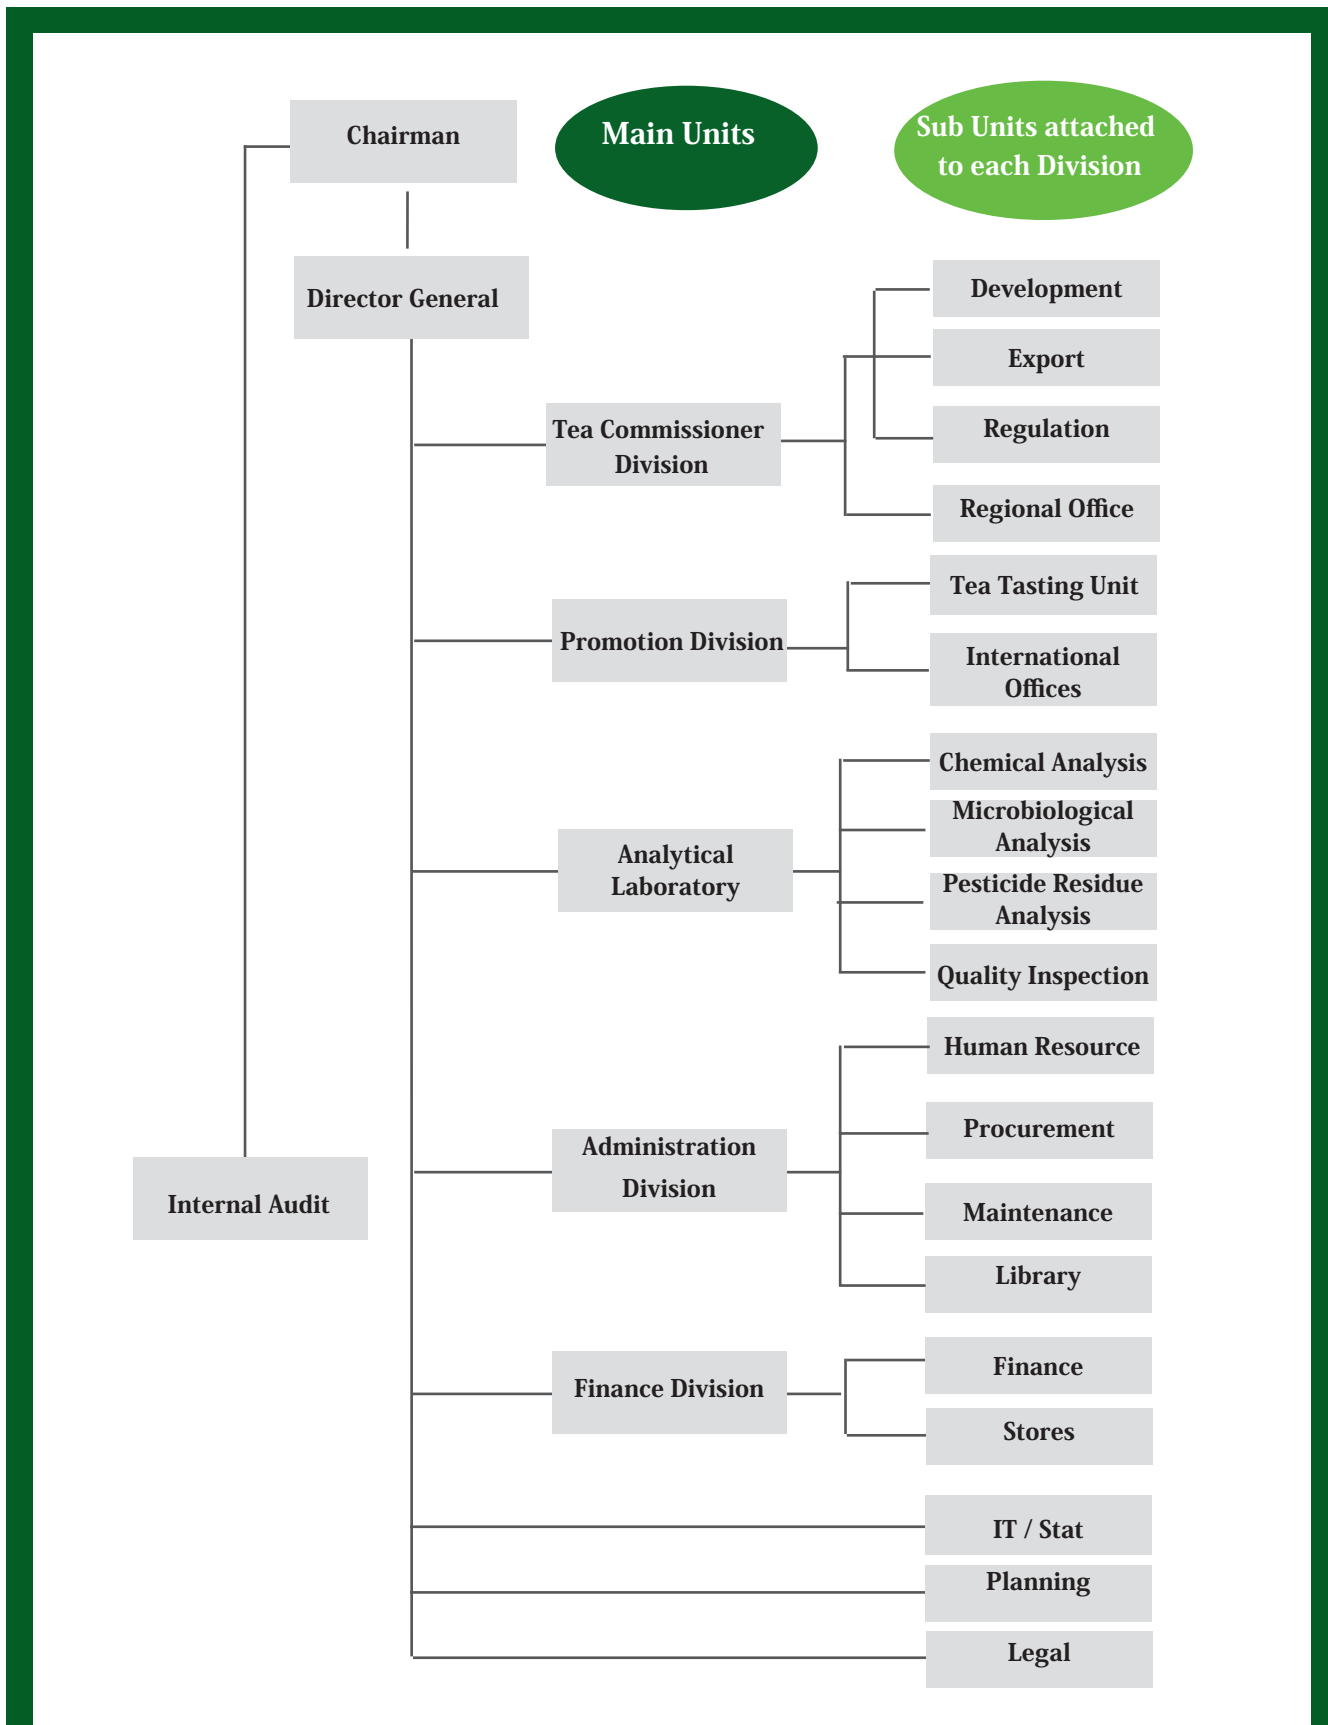 Chairman
Main Units
Sub Units attached
to each Division
Director General
Development
Export
Regulation
Regional Office
Tea Commissioner
Division
Tea Tasting Unit
International
Offices
Promotion Division
Chemical Analysis
Microbiological
Analysis
Pesticide Residue
Analysis
Quality Inspection
Analytical
Laboratory
Human Resource
Procurement
Maintenance
Library
Administration
Division
Internal Audit
Finance
Stores
Finance Division
IT / Stat
Planning
Legal